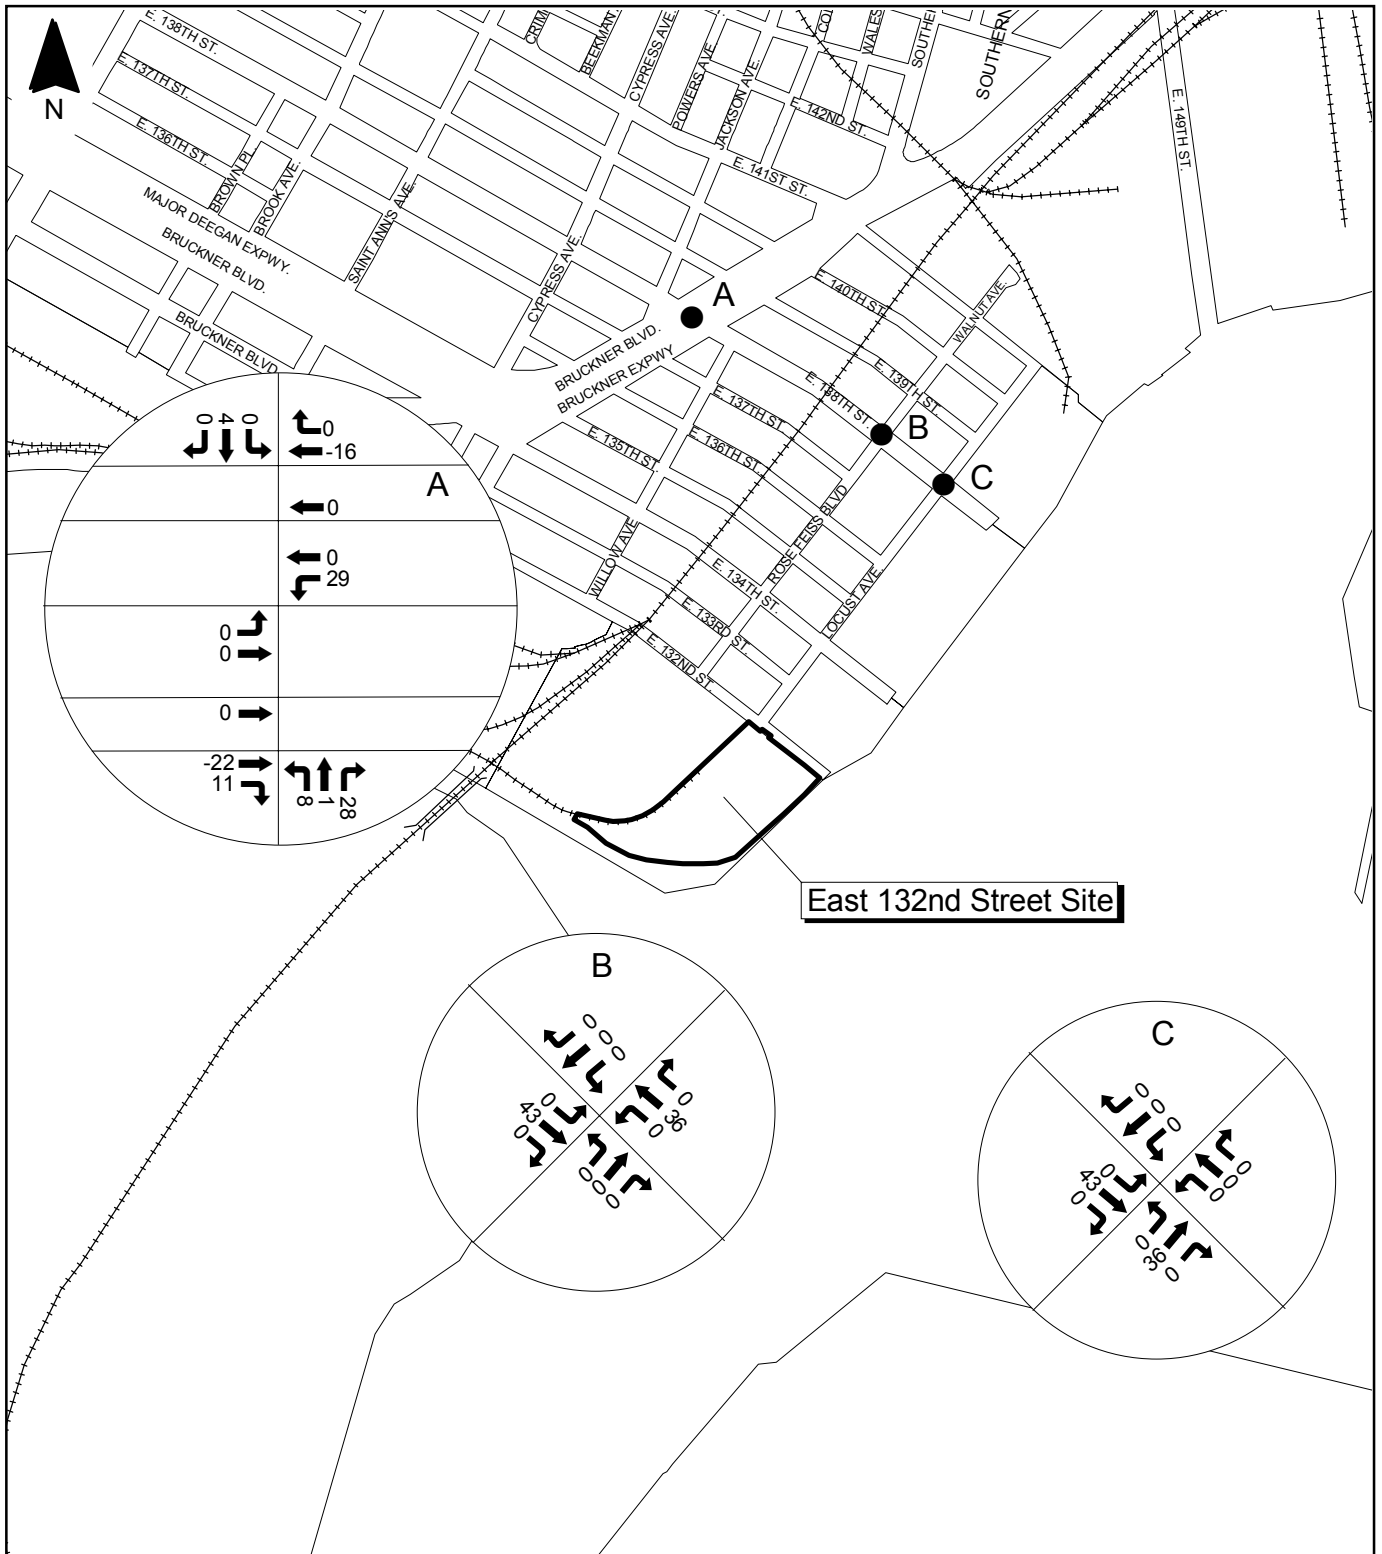 N
E. 138TH ST.
E. 137TH ST.
E. 136TH ST.
BROWN PL.
BROOK AVE.
SAINT ANN'S AVE.
CYPRESS AVE.
MAJOR DEEGAN EXPWY.
BRUCKNER BLVD.
BRUCKNER BLVD.
CYPRESS AVE.
POWERS AVE.
JACKSON AVE.
WALES
E. 142ND ST.
E. 141ST ST.
SOUTHERN
E. 149TH ST.
A
BRUCKNER BLVD.
BRUCKNER EXPWY
E. 140TH ST.
WALNUT AVE.
E. 139TH ST.
E. 138TH ST.
E. 137TH ST.
E. 136TH ST.
E. 135TH ST.
B
C
ROSE FEISS BLVD
LOCUST AVE.
WILLOW AVE
E. 134TH ST.
E. 133RD ST.
E. 132ND ST.
East 132nd Street Site
0 4 0
0
-16
A
0
0
29
0
0
0
-22
11
8 1 28
B
0 0 0
0 36 0
0 43 0
0 0 0
C
0 0 0
0 0 0
0 43 0
0 36 0